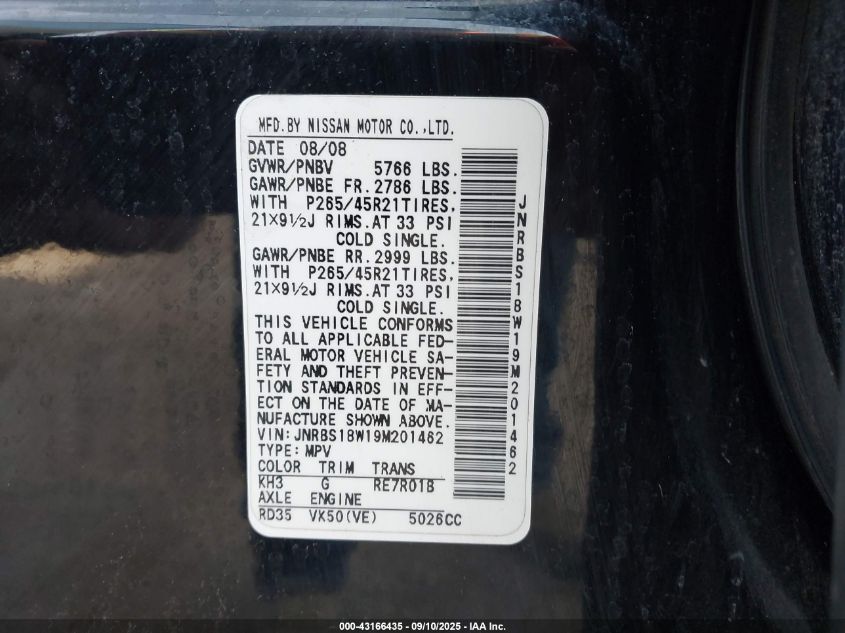 MFD.BY NISSAN MOTOR CO.,LTD.
DATE 08/08
GVWR/PNBV 5766 LBS.
GAWR/PNBE FR. 2786 LBS.
WITH P265/45R21TIRES,
21×9½J RIMS.AT 33 PSI
COLD SINGLE.
GAWR/PNBE RR. 2999 LBS.
WITH P265/45R21TIRES,
21×9½J RIMS.AT 33 PSI
COLD SINGLE.
THIS VEHICLE CONFORMS
TO ALL APPLICABLE FED-
ERAL MOTOR VEHICLE SA-
FETY AND THEFT PREVEN-
TION STANDARDS IN EFF-
ECT ON THE DATE OF MA-
NUFACTURE SHOWN ABOVE.
VIN:JNRBS18W19M201462
TYPE:MPV
COLOR TRIM TRANS
KH3 G RE7R01B
AXLE ENGINE
RD35 VK50(VE) 5026CC
JNRBS18W19M201462
000-43166435 - 09/10/2025 - IAA Inc.